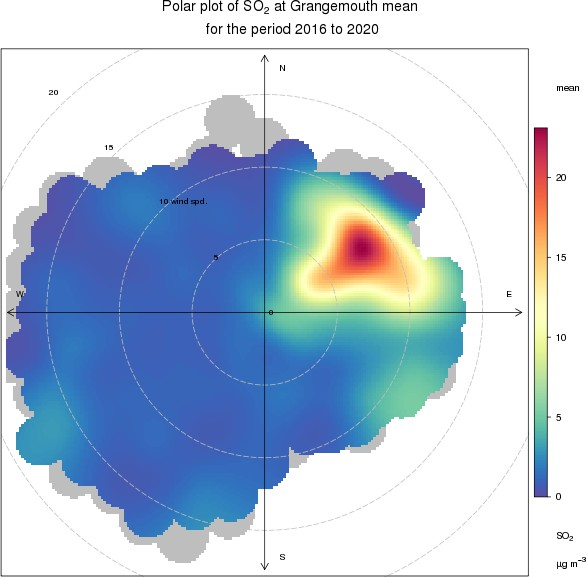 Polar plot of SO₂ at Grangemouth mean
for the period 2016 to 2020
mean
N
20
15
10 wind spd.
5
W
0
E
S
20
15
10
5
0
SO₂
μg m⁻³